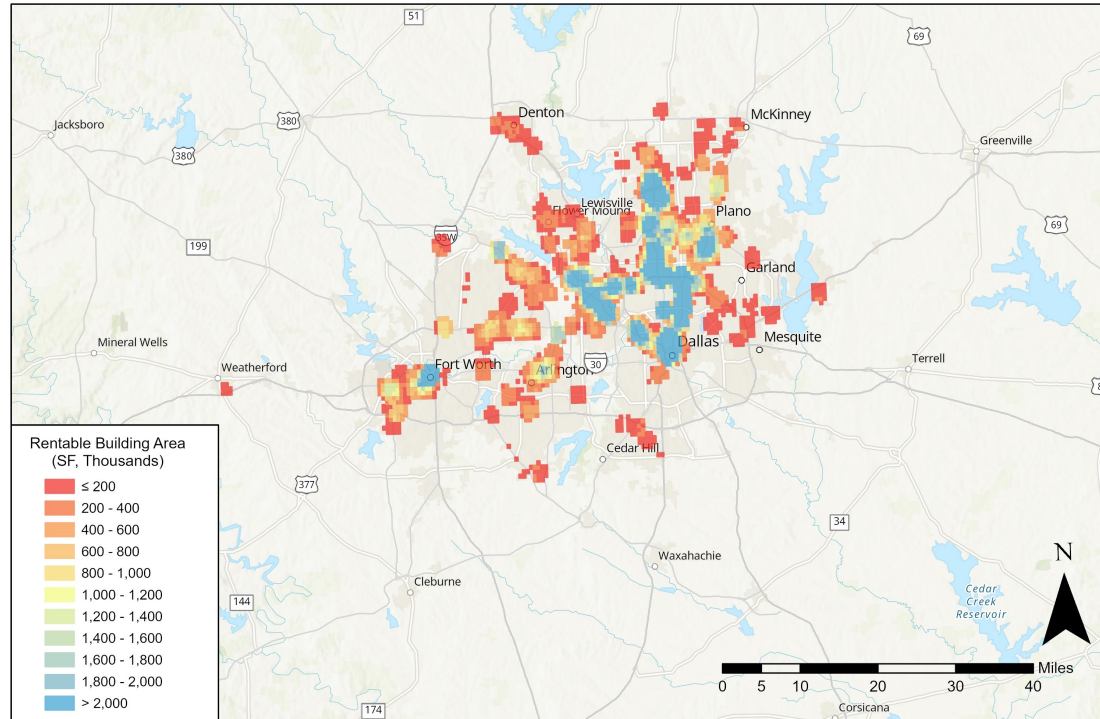 51
69
Jacksboro
380
Denton
McKinney
380
Greenville
Lewisville
Flower Mound
Plano
69
35W
199
Garland
Mineral Wells
Dallas
Mesquite
Weatherford
Fort Worth
30
Arlington
Terrell
8
Rentable Building Area
(SF, Thousands)
≤ 200
200 - 400
400 - 600
600 - 800
800 - 1,000
1,000 - 1,200
1,200 - 1,400
1,400 - 1,600
1,600 - 1,800
1,800 - 2,000
> 2,000
Cedar Hill
377
34
Waxahachie
N
Cleburne
144
Cedar
Creek
Reservoir
Miles
0 5 10 20 30 40
174
Corsicana